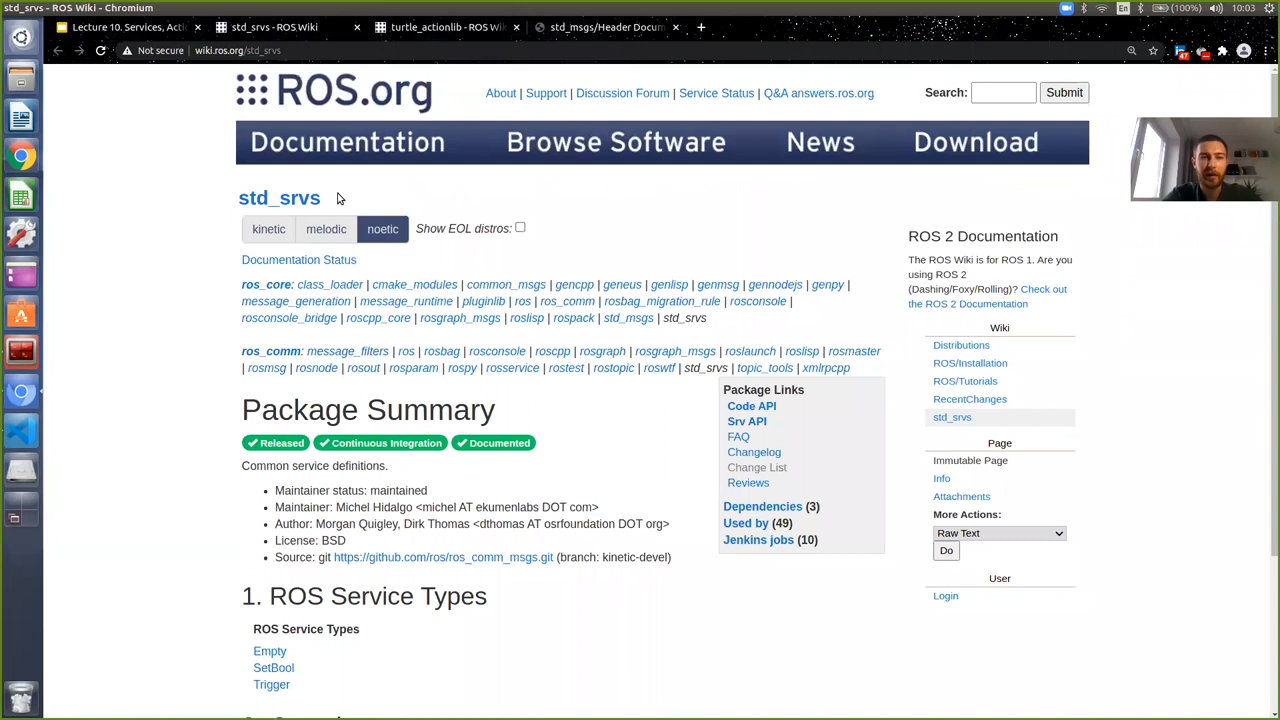 std_srvs - ROS Wiki - Chromium
En (100%) 10:03
Lecture 10. Services, Acti × std_srvs - ROS Wiki × turtle_actionlib - ROS W × std_msgs/Header Docum × +
Not secure | wiki.ros.org/std_srvs
47
ROS.org
About | Support | Discussion Forum | Service Status | Q&A answers.ros.org
Search: Submit
Documentation Browse Software News Download
std_srvs
kinetic melodic noetic Show EOL distros:
Documentation Status
ros_core: class_loader | cmake_modules | common_msgs | gencpp | geneus | genlisp | genmsg | gennodejs | genpy |
message_generation | message_runtime | pluginlib | ros | ros_comm | rosbag_migration_rule | rosconsole |
rosconsole_bridge | roscpp_core | rosgraph_msgs | roslisp | rospack | std_msgs | std_srvs
ros_comm: message_filters | ros | rosbag | rosconsole | roscpp | rosgraph | rosgraph_msgs | roslaunch | roslisp | rosmaster
| rosmsg | rosnode | rosout | rosparam | rospy | rosservice | rostest | rostopic | roswtf | std_srvs | topic_tools | xmlrpcpp
Package Summary
✔ Released ✔ Continuous Integration ✔ Documented
Common service definitions.
• Maintainer status: maintained
• Maintainer: Michel Hidalgo <michel AT ekumenlabs DOT com>
• Author: Morgan Quigley, Dirk Thomas <dthomas AT osrfoundation DOT org>
• License: BSD
• Source: git https://github.com/ros/ros_comm_msgs.git (branch: kinetic-devel)
Package Links
Code API
Srv API
FAQ
Changelog
Change List
Reviews
Dependencies (3)
Used by (49)
Jenkins jobs (10)
1. ROS Service Types
ROS Service Types
Empty
SetBool
Trigger
ROS 2 Documentation
The ROS Wiki is for ROS 1. Are you
using ROS 2
(Dashing/Foxy/Rolling)? Check out
the ROS 2 Documentation
Wiki
Distributions
ROS/Installation
ROS/Tutorials
RecentChanges
std_srvs
Page
Immutable Page
Info
Attachments
More Actions:
Raw Text
Do
User
Login